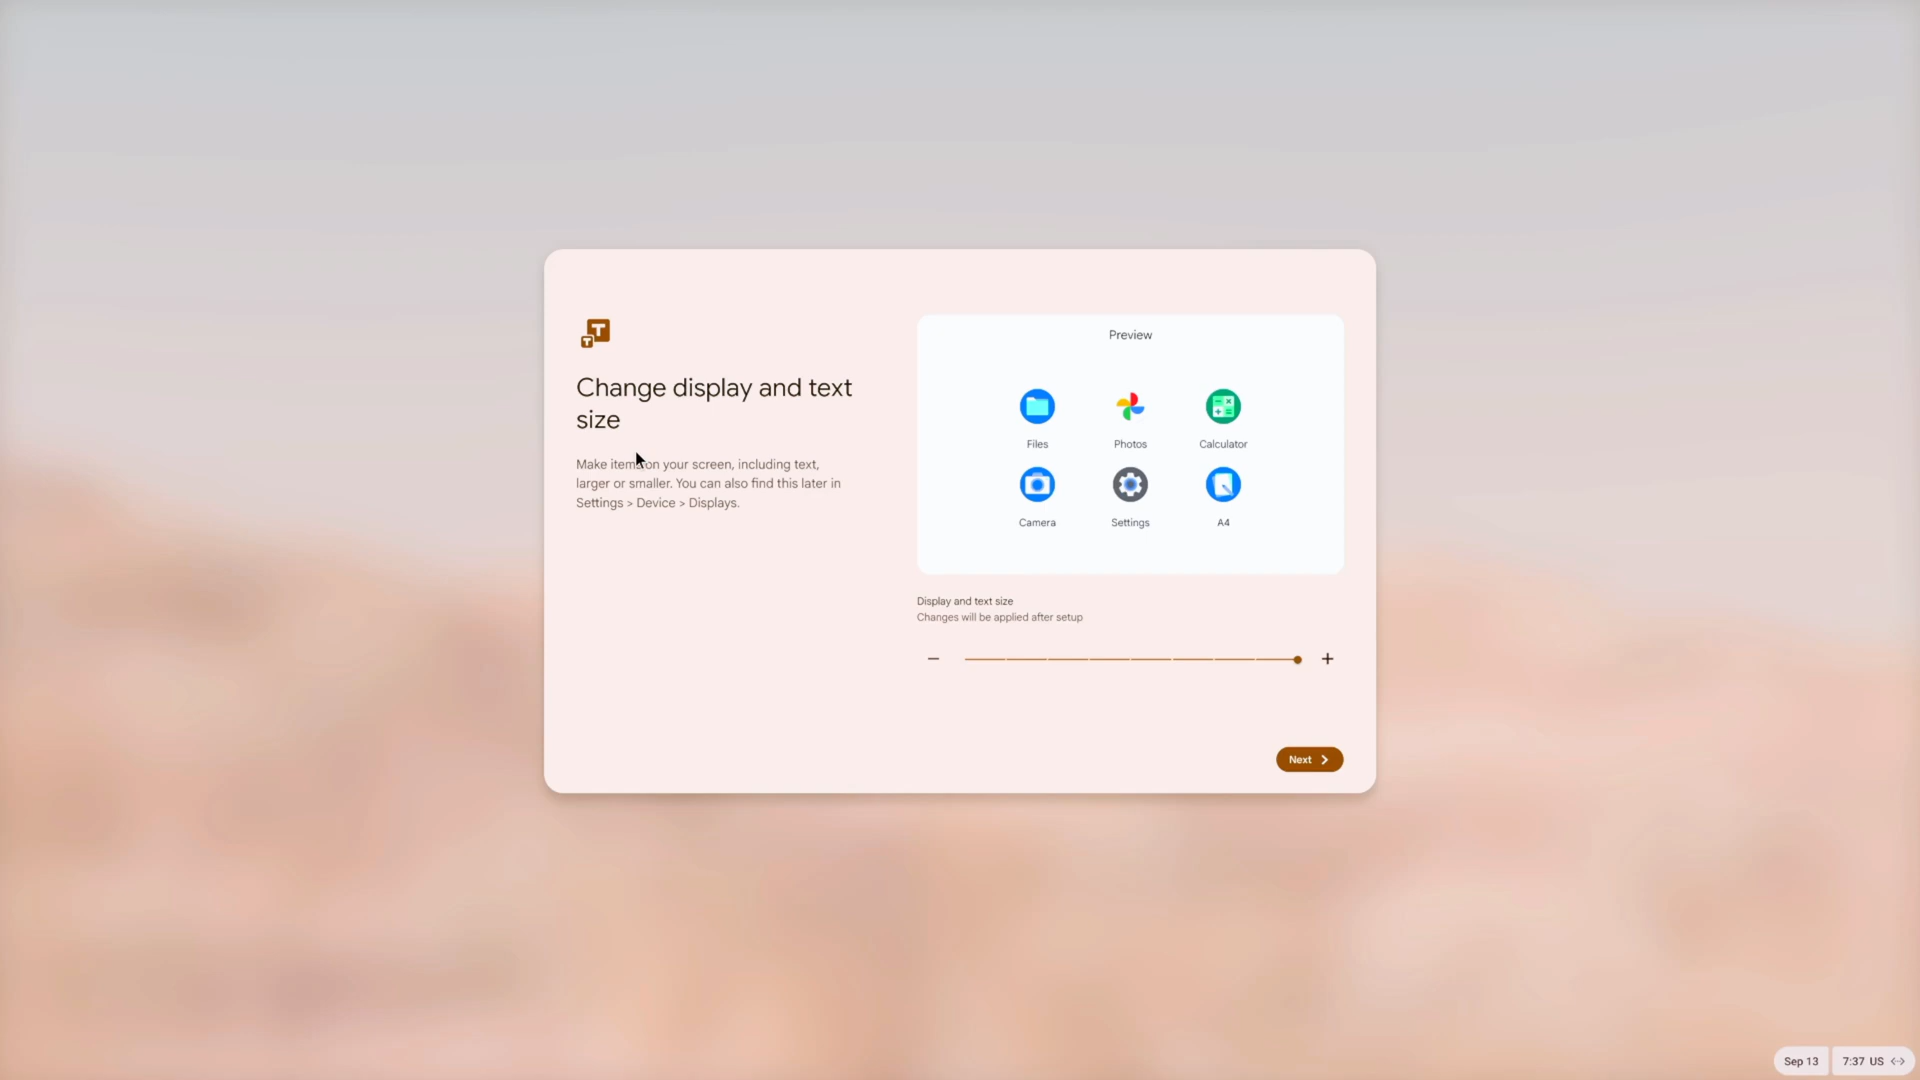 Change display and text
size
Make items on your screen, including text,
larger or smaller. You can also find this later in
Settings > Device > Displays.
Preview
Files
Photos
Calculator
Camera
Settings
A4
Display and text size
Changes will be applied after setup
Next
Sep 13
7:37 US